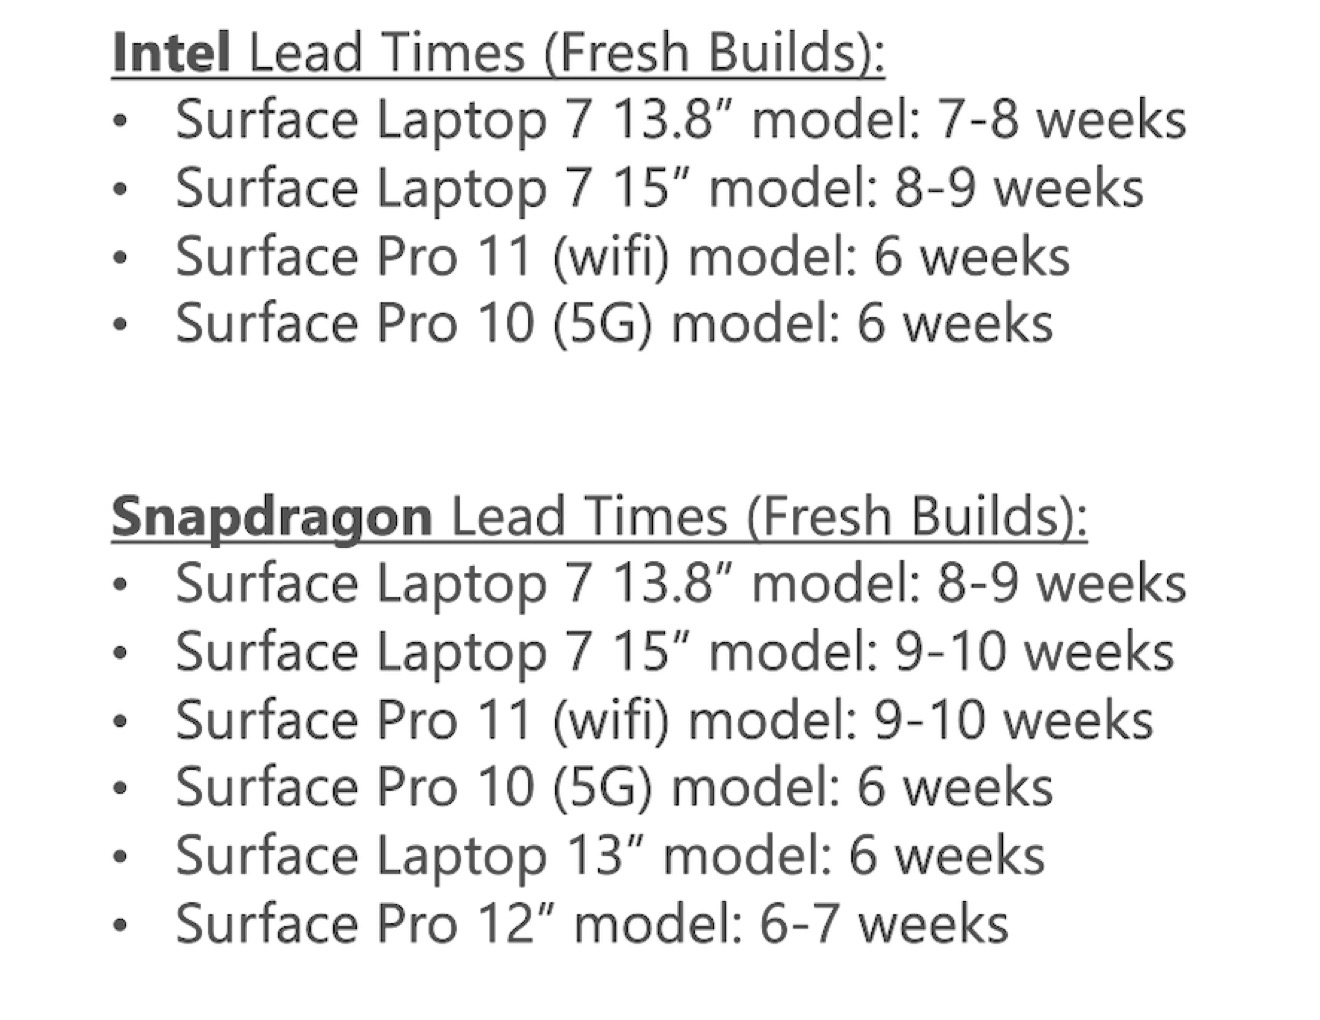 Intel Lead Times (Fresh Builds):
• Surface Laptop 7 13.8” model: 7-8 weeks
• Surface Laptop 7 15” model: 8-9 weeks
• Surface Pro 11 (wifi) model: 6 weeks
• Surface Pro 10 (5G) model: 6 weeks
Snapdragon Lead Times (Fresh Builds):
• Surface Laptop 7 13.8” model: 8-9 weeks
• Surface Laptop 7 15” model: 9-10 weeks
• Surface Pro 11 (wifi) model: 9-10 weeks
• Surface Pro 10 (5G) model: 6 weeks
• Surface Laptop 13” model: 6 weeks
• Surface Pro 12” model: 6-7 weeks